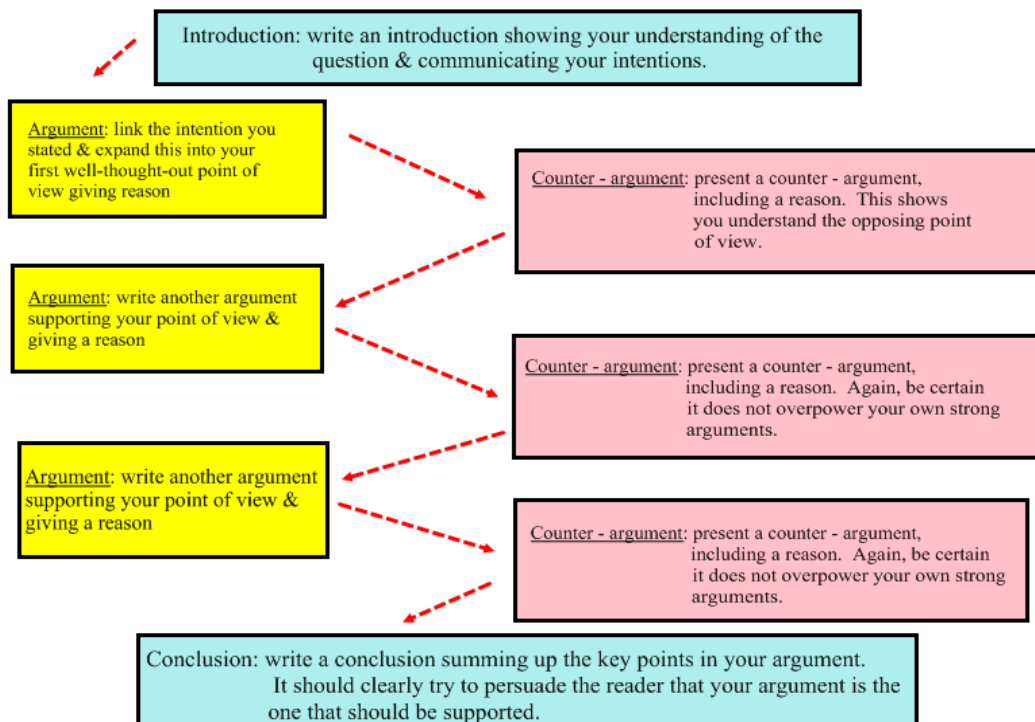 Introduction: write an introduction showing your understanding of the
question & communicating your intentions.
Argument: link the intention you
stated & expand this into your
first well-thought-out point of
view giving reason
Counter - argument: present a counter - argument,
including a reason. This shows
you understand the opposing point
of view.
Argument: write another argument
supporting your point of view &
giving a reason
Counter - argument: present a counter - argument,
including a reason. Again, be certain
it does not overpower your own strong
arguments.
Argument: write another argument
supporting your point of view &
giving a reason
Counter - argument: present a counter - argument,
including a reason. Again, be certain
it does not overpower your own strong
arguments.
Conclusion: write a conclusion summing up the key points in your argument.
It should clearly try to persuade the reader that your argument is the
one that should be supported.